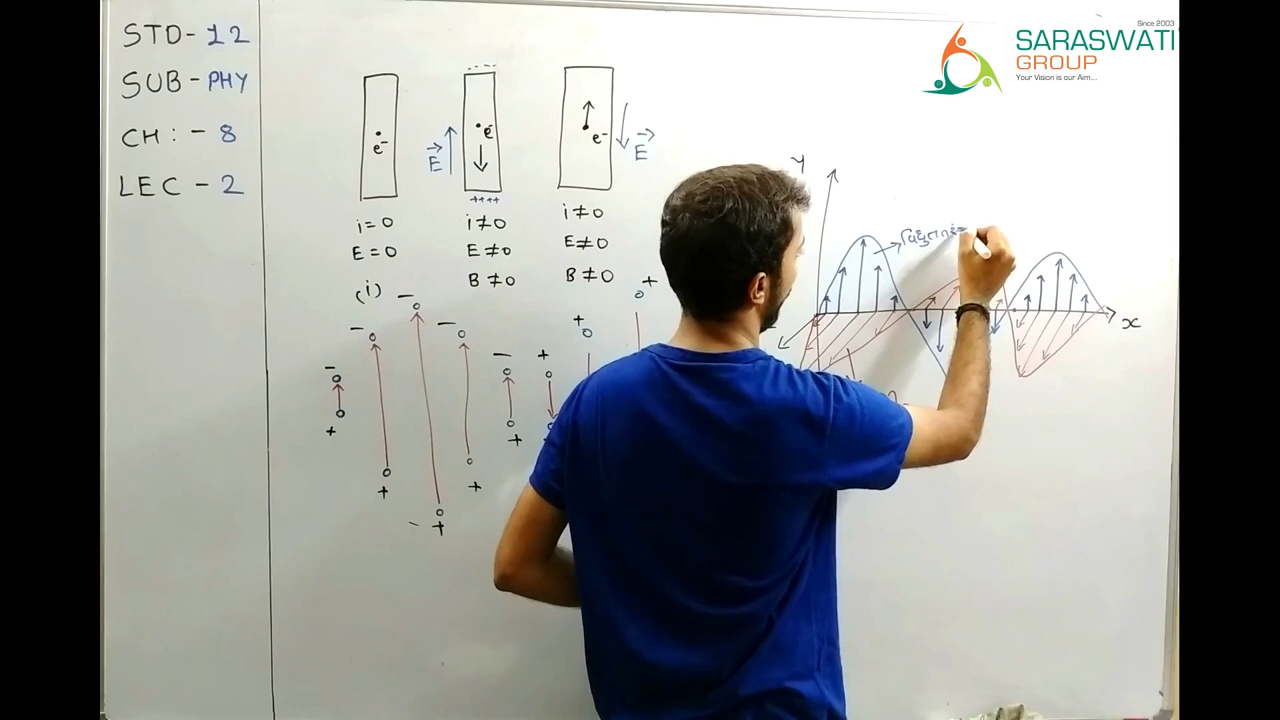 STD - 12
SUB - PHY
CH : - 8
LEC - 2
Since 2003
SARASWATI
GROUP
Your Vision is our Aim...
e⁻
i = 0
E = 0
(i)
- - - -
E⃗
e⁻
++++
i ≠ 0
E ≠ 0
B ≠ 0
e⁻
E⃗
i ≠ 0
E ≠ 0
B ≠ 0
- - - - - + + +
+ + + + +
Y
વિદ્યુત
x